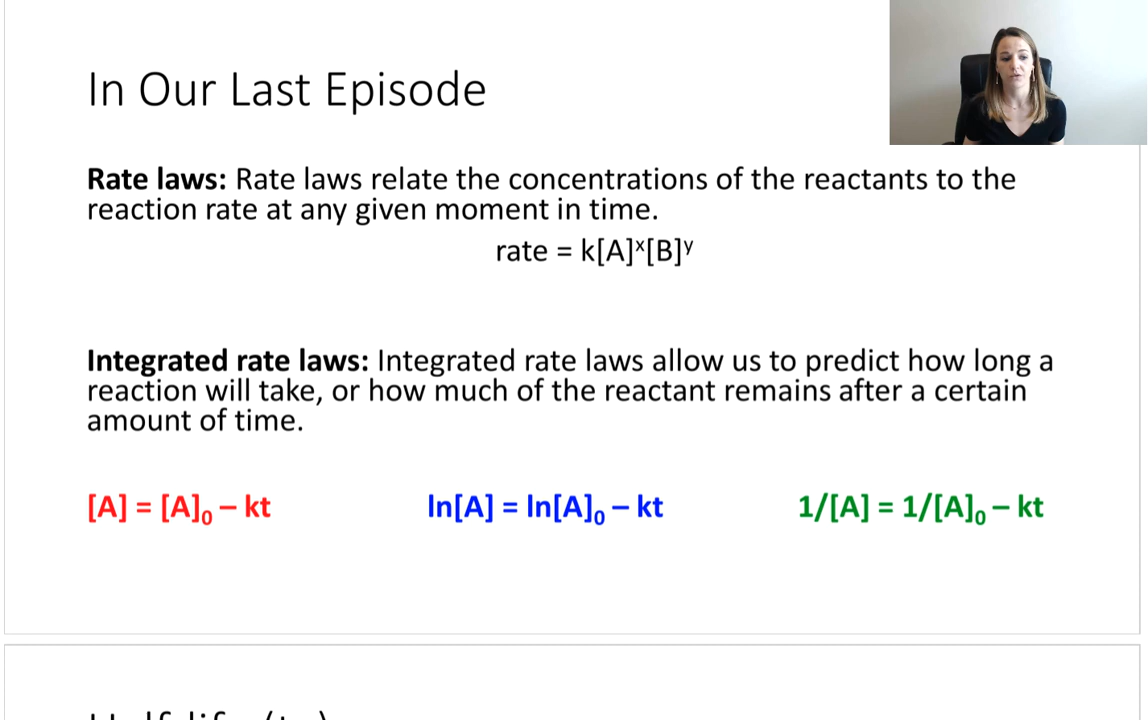 In Our Last Episode
Rate laws: Rate laws relate the concentrations of the reactants to the
reaction rate at any given moment in time.
rate = k[A]ˣ[B]ʸ
Integrated rate laws: Integrated rate laws allow us to predict how long a
reaction will take, or how much of the reactant remains after a certain
amount of time.
[A] = [A]₀ – kt ln[A] = ln[A]₀ – kt 1/[A] = 1/[A]₀ – kt